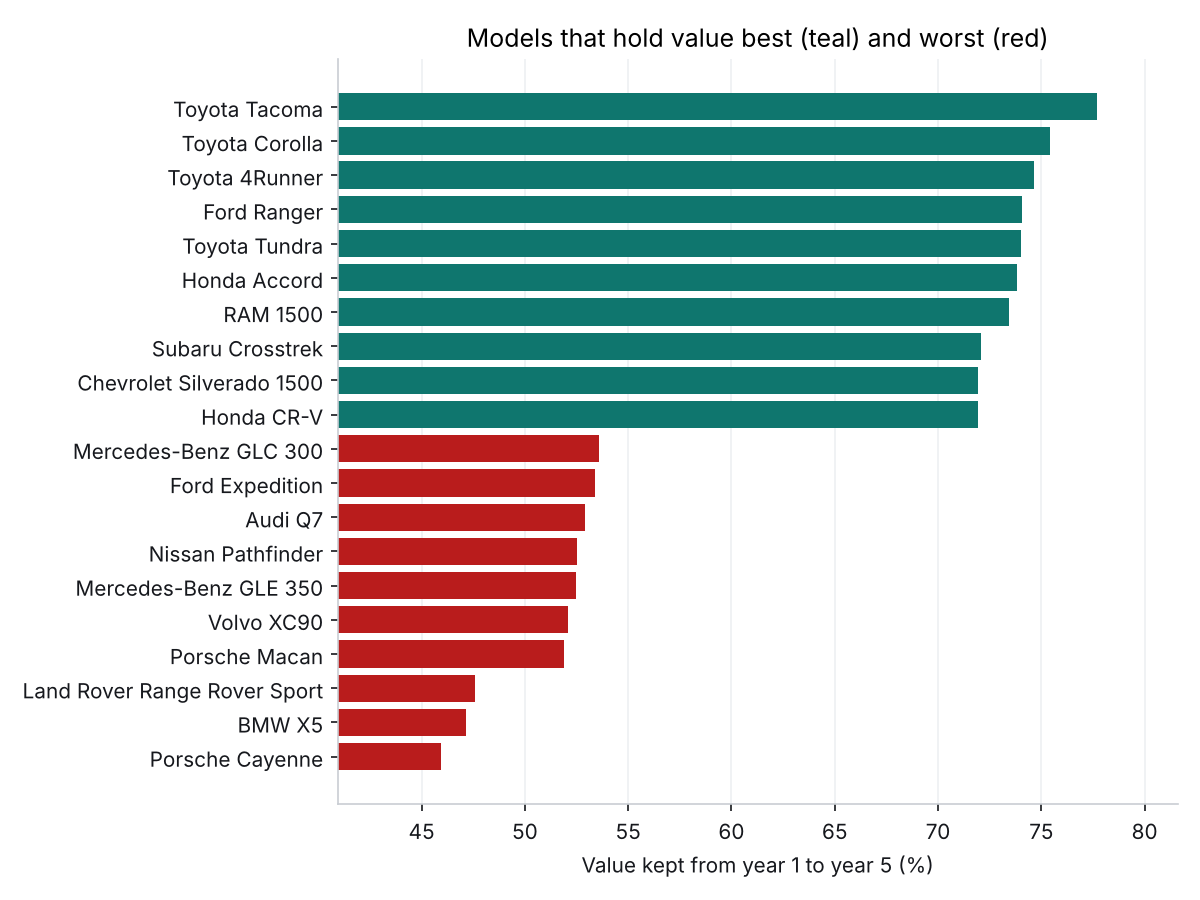 Models that hold value best (teal) and worst (red)
Toyota Tacoma
Toyota Corolla
Toyota 4Runner
Ford Ranger
Toyota Tundra
Honda Accord
RAM 1500
Subaru Crosstrek
Chevrolet Silverado 1500
Honda CR-V
Mercedes-Benz GLC 300
Ford Expedition
Audi Q7
Nissan Pathfinder
Mercedes-Benz GLE 350
Volvo XC90
Porsche Macan
Land Rover Range Rover Sport
BMW X5
Porsche Cayenne
45 50 55 60 65 70 75 80
Value kept from year 1 to year 5 (%)